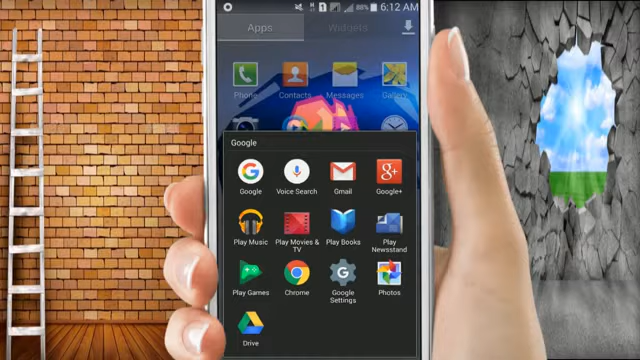 6:12 AM
Apps Widgets
Phone Contacts Messages Gallery
Google
Google Voice Search Gmail Google+
Play Music Play Movies & TV Play Books Play Newsstand
Play Games Chrome Google Settings Photos
Drive